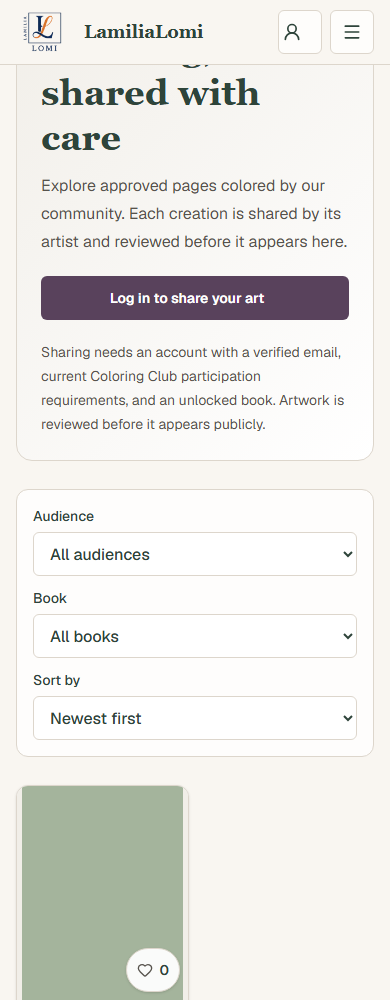 LAMILIA
LOMI
LamiliaLomi
shared with
care
Explore approved pages colored by our
community. Each creation is shared by its
artist and reviewed before it appears here.
Log in to share your art
Sharing needs an account with a verified email,
current Coloring Club participation
requirements, and an unlocked book. Artwork is
reviewed before it appears publicly.
Audience
All audiences
Book
All books
Sort by
Newest first
0